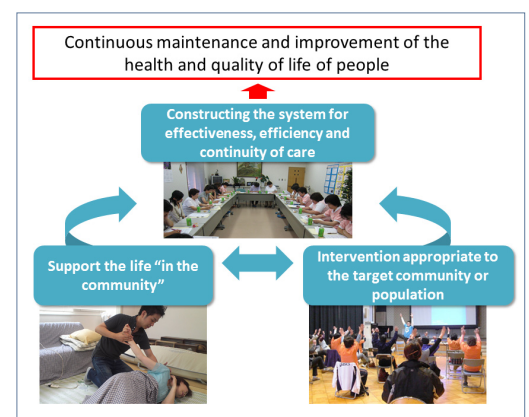 Continuous maintenance and improvement of the
health and quality of life of people
Constructing the system for
effectiveness, efficiency and
continuity of care
Support the life “in the
community”
Intervention appropriate to
the target community or
population